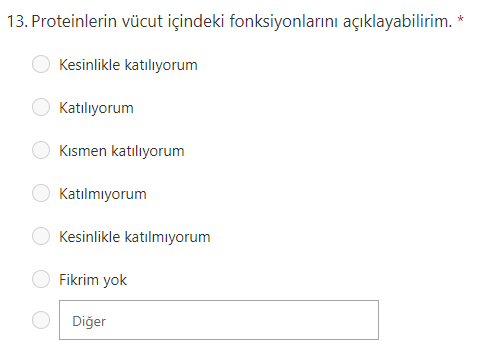 13. Proteinlerin vücut içindeki fonksiyonlarını açıklayabilirim. *
Kesinlikle katılıyorum
Katılıyorum
Kısmen katılıyorum
Katılmıyorum
Kesinlikle katılmıyorum
Fikrim yok
Diğer